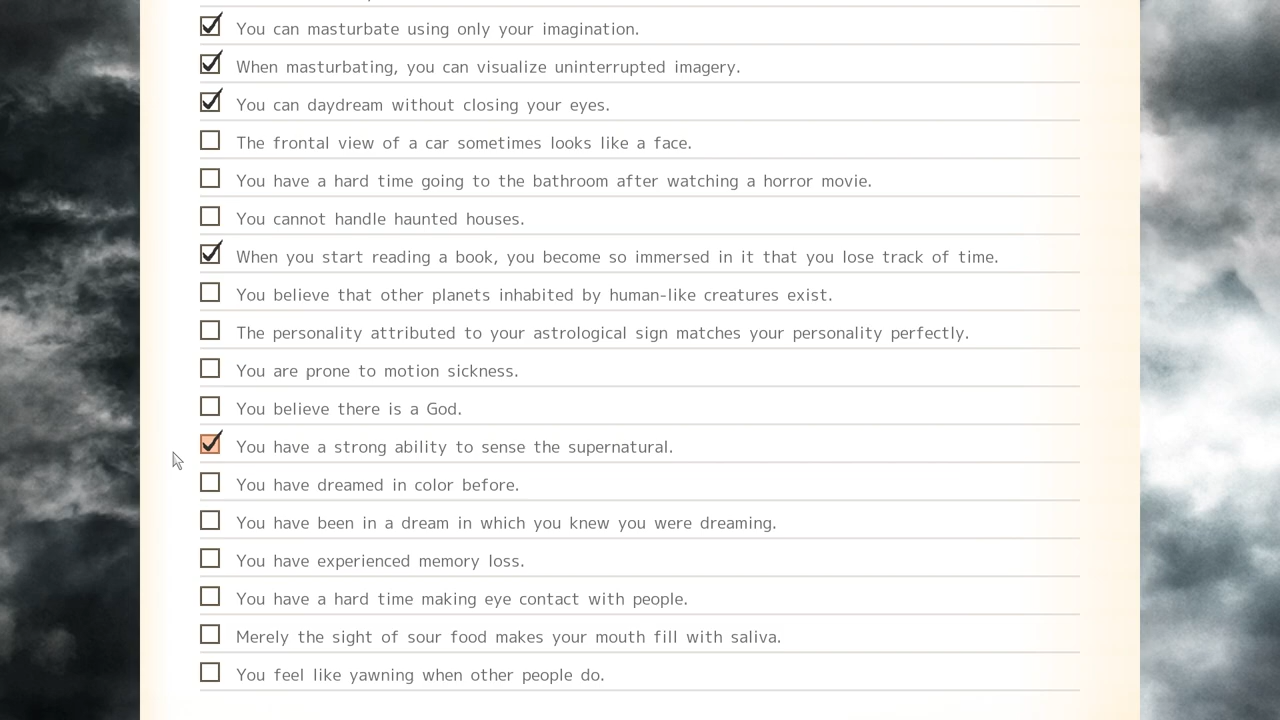 You can masturbate using only your imagination.
When masturbating, you can visualize uninterrupted imagery.
You can daydream without closing your eyes.
The frontal view of a car sometimes looks like a face.
You have a hard time going to the bathroom after watching a horror movie.
You cannot handle haunted houses.
When you start reading a book, you become so immersed in it that you lose track of time.
You believe that other planets inhabited by human-like creatures exist.
The personality attributed to your astrological sign matches your personality perfectly.
You are prone to motion sickness.
You believe there is a God.
You have a strong ability to sense the supernatural.
You have dreamed in color before.
You have been in a dream in which you knew you were dreaming.
You have experienced memory loss.
You have a hard time making eye contact with people.
Merely the sight of sour food makes your mouth fill with saliva.
You feel like yawning when other people do.